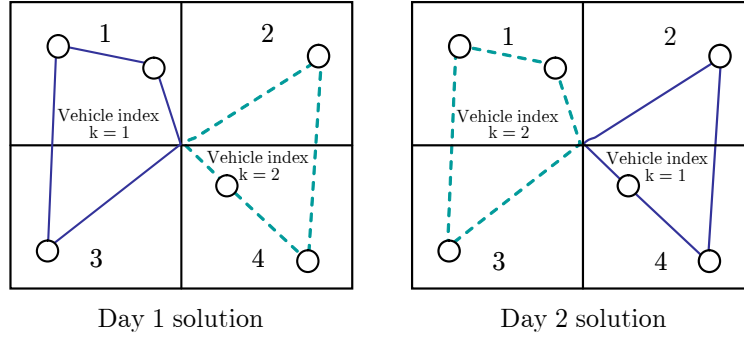 1
2
Vehicle index
k = 1
Vehicle index
k = 2
3
4
Day 1 solution
1
2
Vehicle index
k = 2
Vehicle index
k = 1
3
4
Day 2 solution